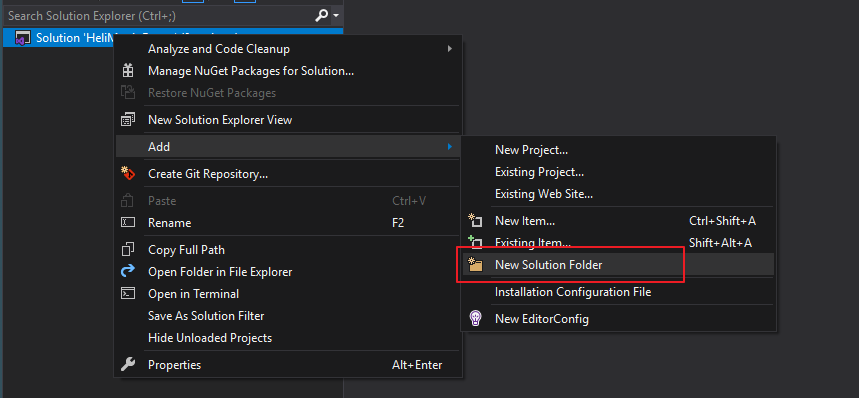 Search Solution Explorer (Ctrl+;)
Solution 'Heli
Analyze and Code Cleanup
Manage NuGet Packages for Solution...
Restore NuGet Packages
New Solution Explorer View
Add
Create Git Repository...
Paste Ctrl+V
Rename F2
Copy Full Path
Open Folder in File Explorer
Open in Terminal
Save As Solution Filter
Hide Unloaded Projects
Properties Alt+Enter
New Project...
Existing Project...
Existing Web Site...
New Item... Ctrl+Shift+A
Existing Item... Shift+Alt+A
New Solution Folder
Installation Configuration File
New EditorConfig